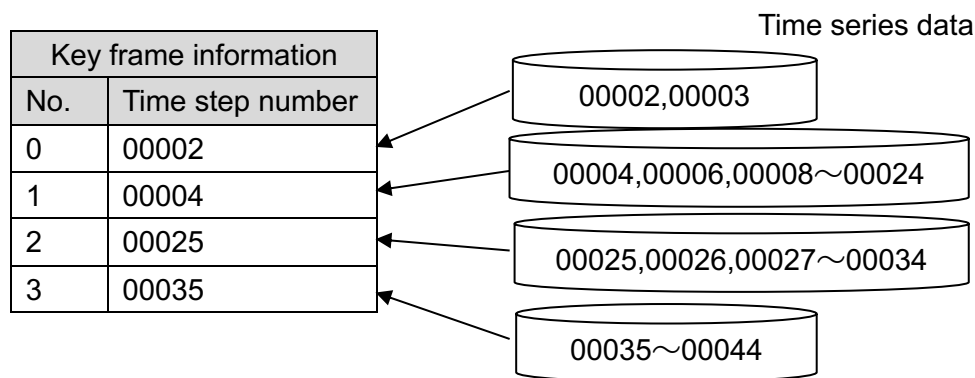 Time series data
Key frame information
No. Time step number
0 00002
1 00004
2 00025
3 00035
00002,00003
00004,00006,00008～00024
00025,00026,00027～00034
00035～00044